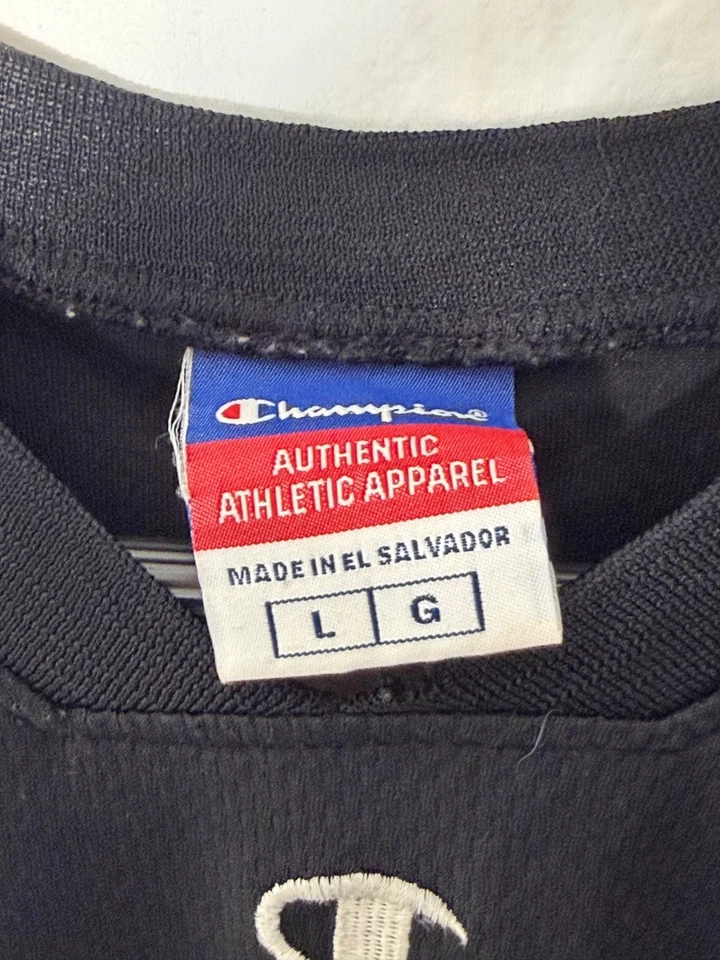 Champion®
AUTHENTIC
ATHLETIC APPAREL
MADE IN EL SALVADOR
L G